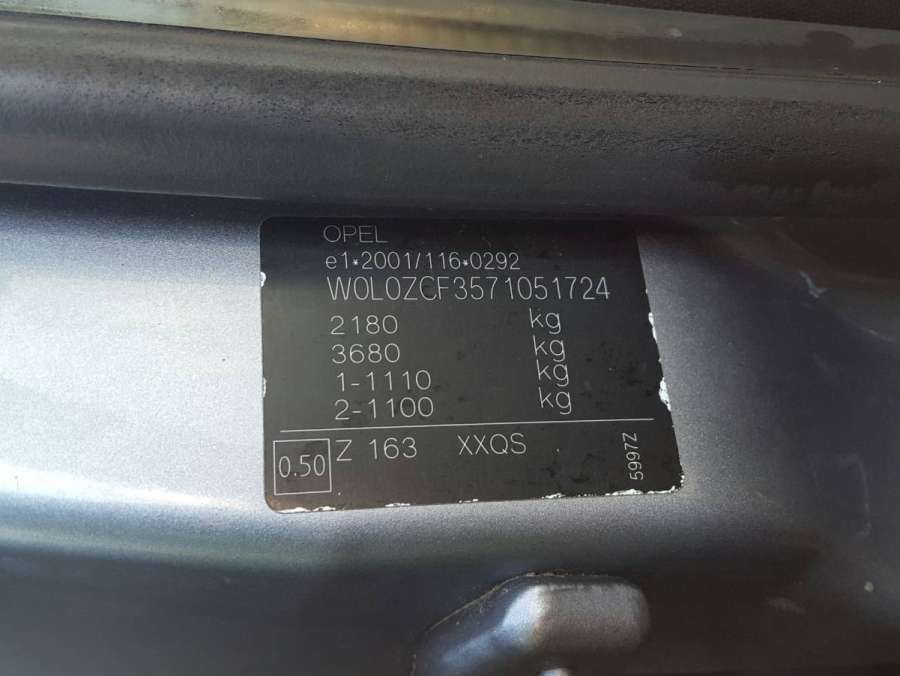 OPEL
e1*2001/116*0292
W0L0ZCF3571051724
2180 kg
3680 kg
1-1110 kg
2-1100 kg
0.50 Z 163 XXQS
5997Z